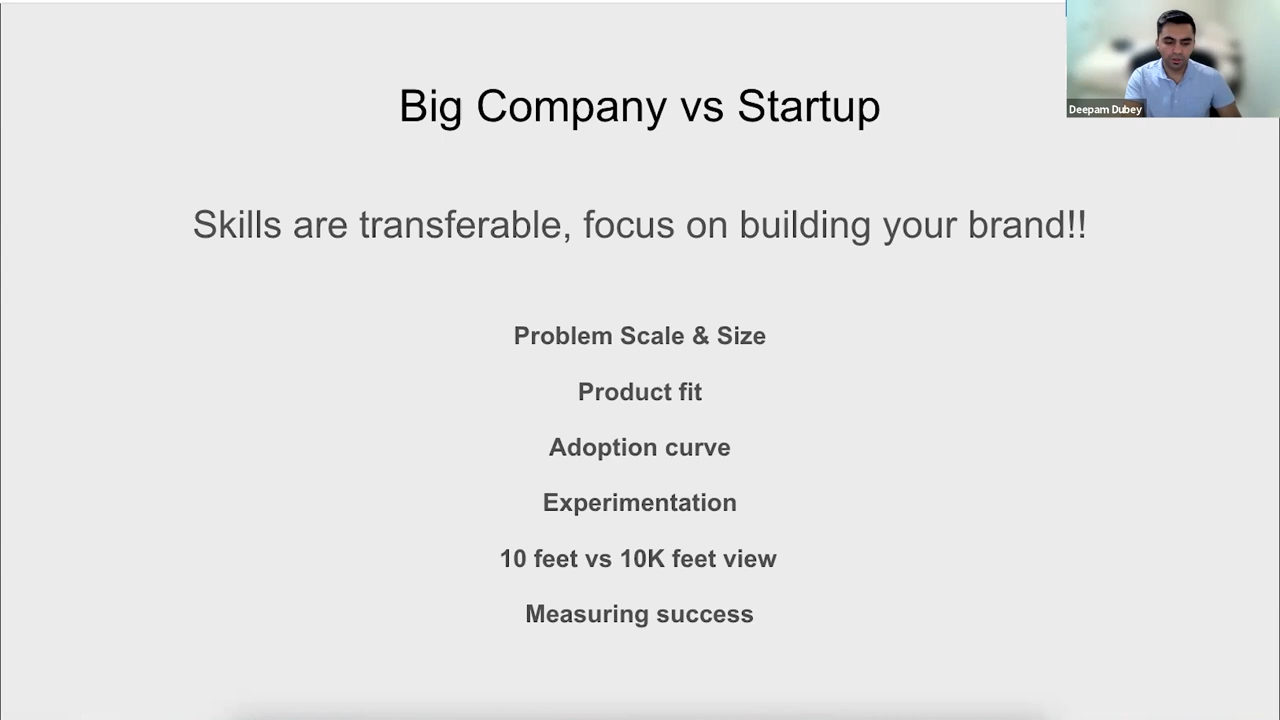 Big Company vs Startup
Deepam Dubey
Skills are transferable, focus on building your brand!!
Problem Scale & Size
Product fit
Adoption curve
Experimentation
10 feet vs 10K feet view
Measuring success